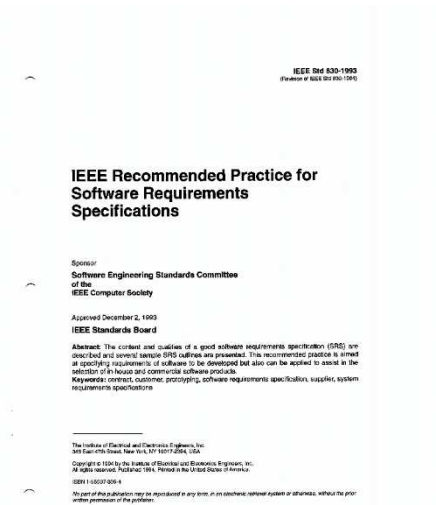 IEEE Std 830-1993
(Revision of IEEE Std 830-1984)
IEEE Recommended Practice for
Software Requirements
Specifications
Sponsor
Software Engineering Standards Committee
of the
IEEE Computer Society
Approved December 2, 1993
IEEE Standards Board
Abstract: The content and qualities of a good software requirements specification (SRS) are
described and several sample SRS outlines are presented. This recommended practice is aimed
at specifying requirements of software to be developed but also can be applied to assist in the
selection of in-house and commercial software products.
Keywords: contract, customer, prototyping, software requirements specification, supplier, system
requirements specifications
The Institute of Electrical and Electronics Engineers, Inc.
345 East 47th Street, New York, NY 10017-2394, USA
Copyright © 1994 by the Institute of Electrical and Electronics Engineers, Inc.
All rights reserved. Published 1994. Printed in the United States of America.
ISBN
No part of this publication may be reproduced in any form, in an electronic retrieval system or otherwise, without the prior
written permission of the publisher.